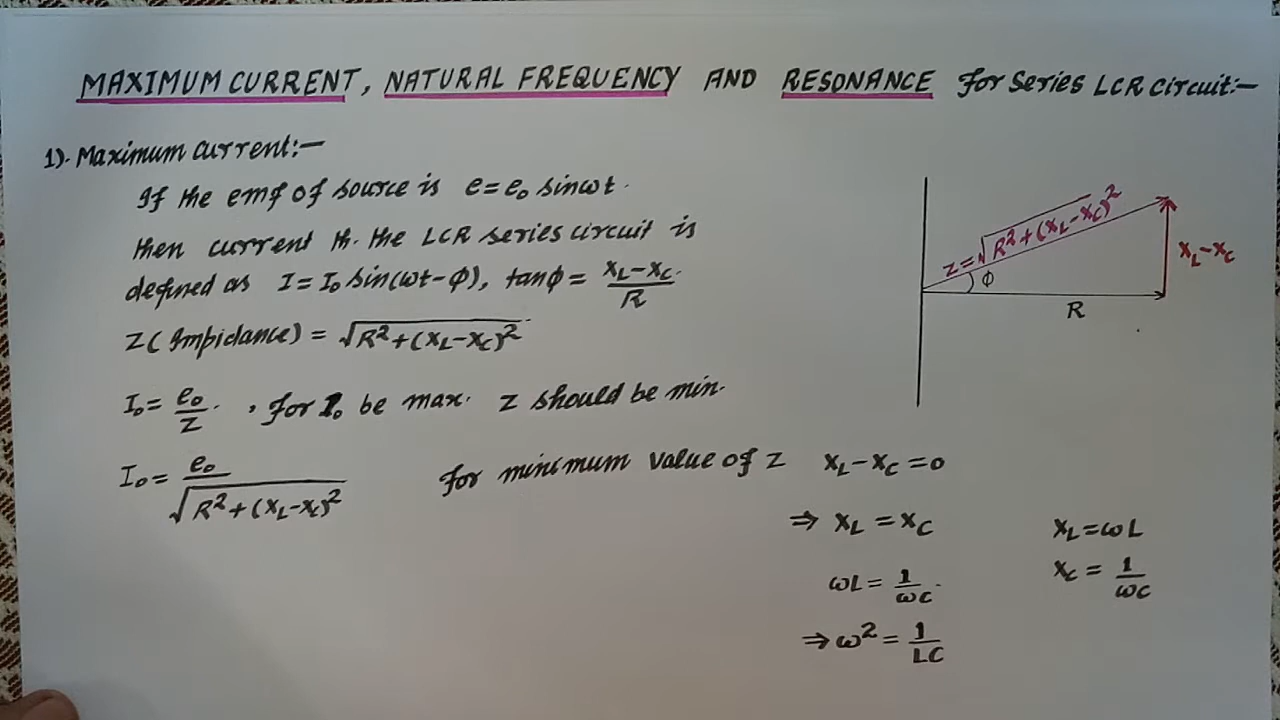 MAXIMUM CURRENT, NATURAL FREQUENCY AND RESONANCE for series LCR circuit:-
1). Maximum current:-
If the emf of source is e = e₀ sinωt.
then current th. the LCR series circuit is
defined as I = I₀ sin(ωt-φ), tanφ = (X_L-X_C)/R
Z (Impidance) = √(R²+(X_L-X_C)²)
I₀ = e₀/Z. , for I₀ be max. Z should be min.
I₀ = e₀/√(R²+(X_L-X_C)²) for minimum value of Z X_L-X_C=0
⇒ X_L = X_C
ωL = 1/ωC.
⇒ ω² = 1/LC
X_L = ωL
X_C = 1/ωC
Z = √(R²+(X_L-X_C)²)
φ
X_L-X_C
R